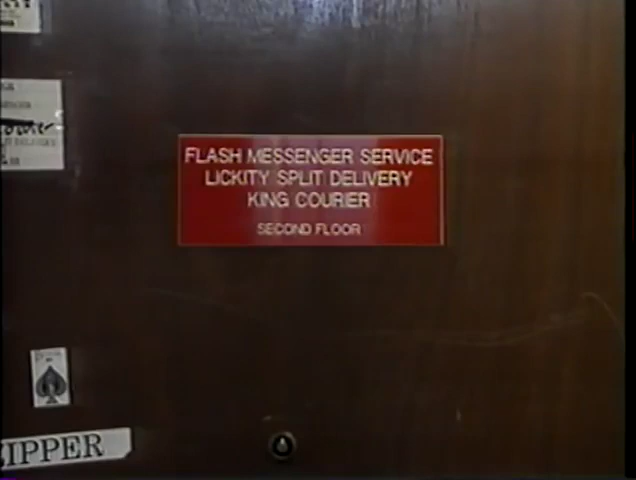 FLASH MESSENGER SERVICE
LICKITY SPLIT DELIVERY
KING COURIER
SECOND FLOOR
IPPER